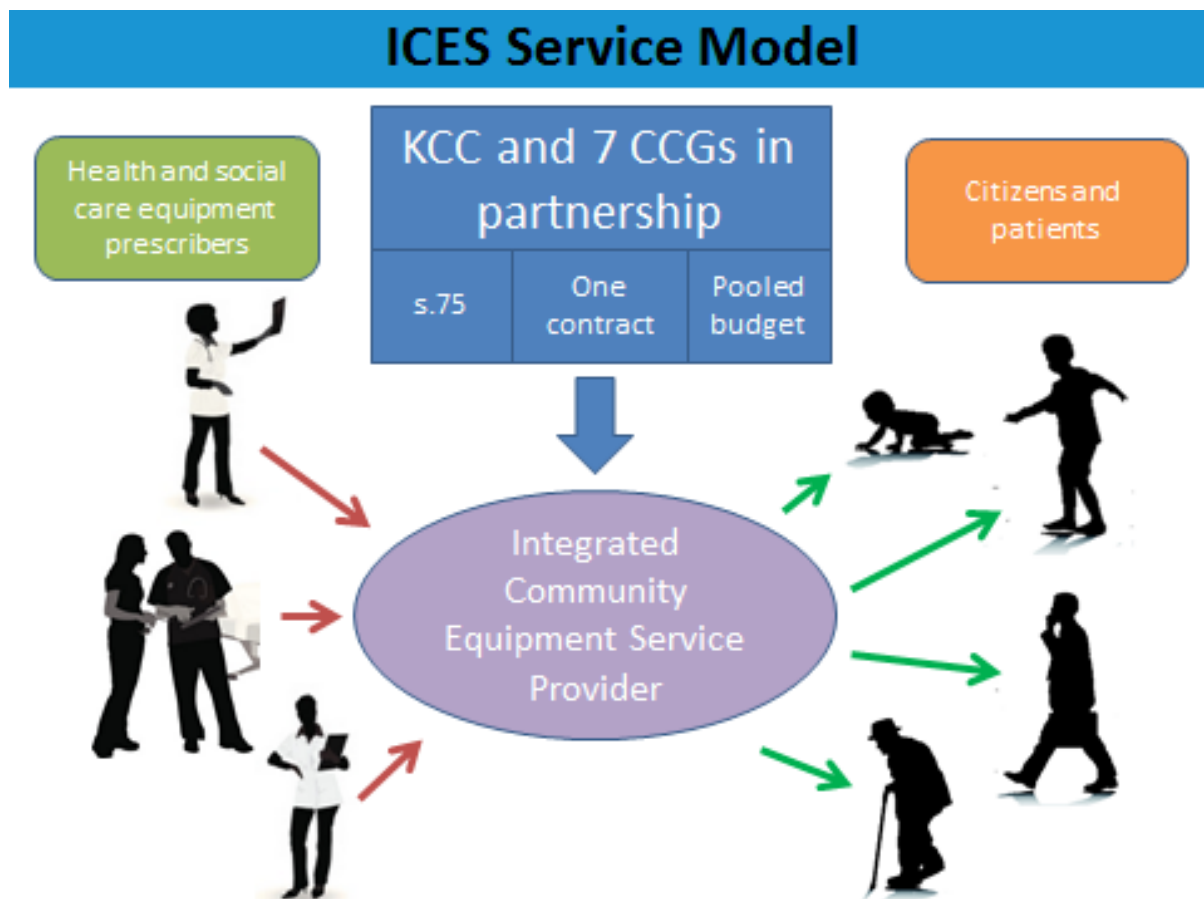 ICES Service Model
Health and social
care equipment
prescribers
KCC and 7 CCGs in
partnership
s.75
One
contract
Pooled
budget
Citizens and
patients
Integrated
Community
Equipment Service
Provider